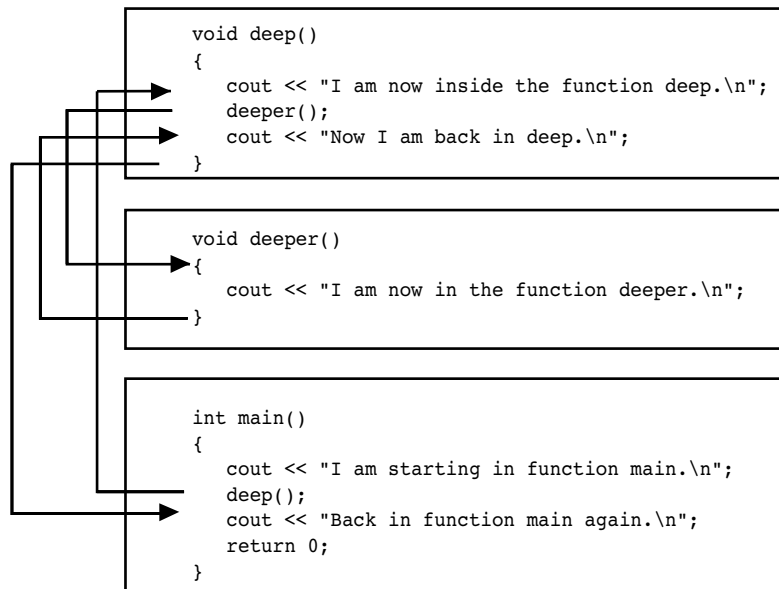 void deep()
{
cout << "I am now inside the function deep.\n";
deeper();
cout << "Now I am back in deep.\n";
}
void deeper()
{
cout << "I am now in the function deeper.\n";
}
int main()
{
cout << "I am starting in function main.\n";
deep();
cout << "Back in function main again.\n";
return 0;
}